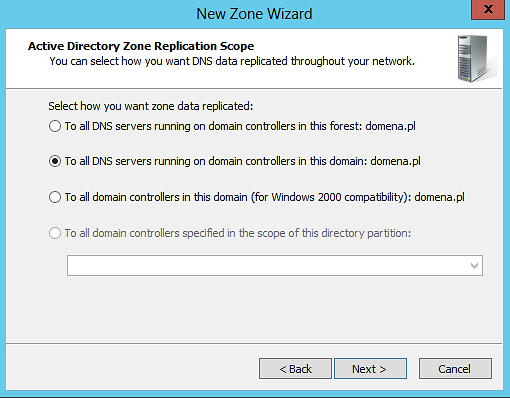 New Zone Wizard
x
Active Directory Zone Replication Scope
You can select how you want DNS data replicated throughout your network.
Select how you want zone data replicated:
To all DNS servers running on domain controllers in this forest: domena.pl
To all DNS servers running on domain controllers in this domain: domena.pl
To all domain controllers in this domain (for Windows 2000 compatibility): domena.pl
To all domain controllers specified in the scope of this directory partition:
< Back
Next >
Cancel